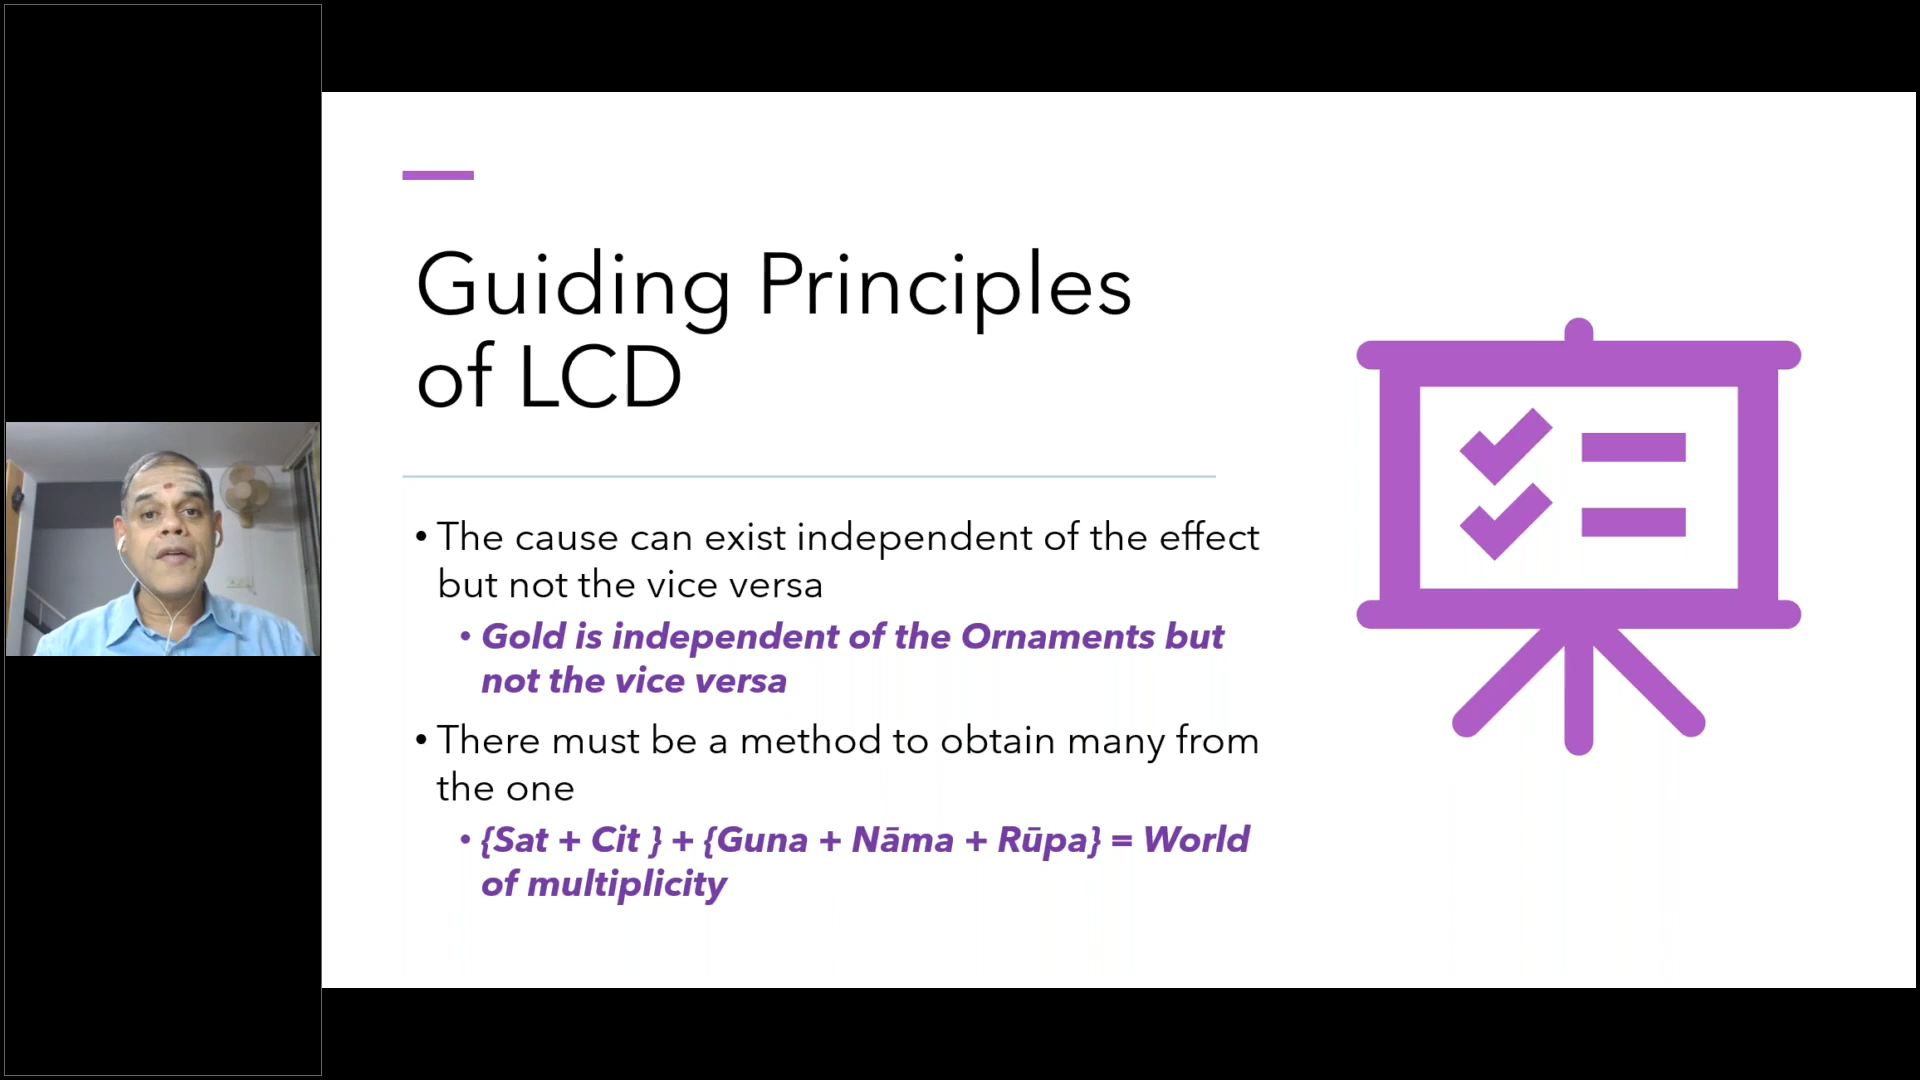 Guiding Principles
of LCD
• The cause can exist independent of the effect
but not the vice versa
• Gold is independent of the Ornaments but
not the vice versa
• There must be a method to obtain many from
the one
• {Sat + Cit } + {Guna + Nāma + Rūpa} = World
of multiplicity